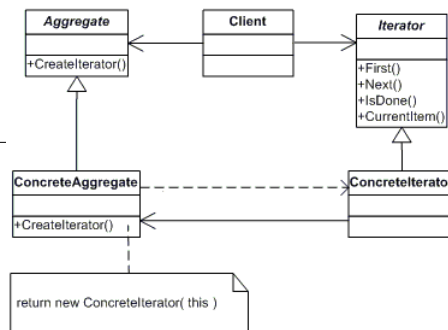 Aggregate
Client
Iterator
+CreateIterator()
+First()
+Next()
+IsDone()
+CurrentItem()
ConcreteAggregate
ConcreteIterato
+CreateIterator()
return new ConcreteIterator( this )